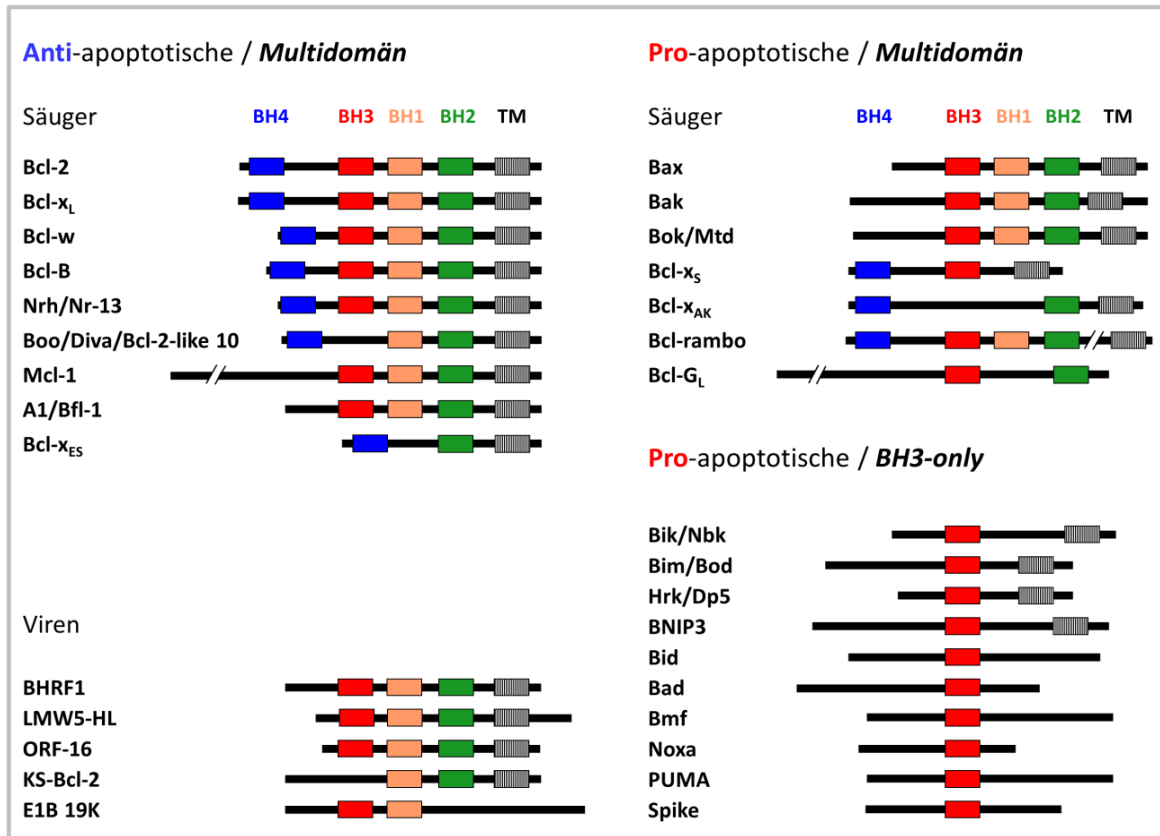 Anti-apoptotische / Multidomän
Säuger BH4 BH3 BH1 BH2 TM
Bcl-2
Bcl-xL
Bcl-w
Bcl-B
Nrh/Nr-13
Boo/Diva/Bcl-2-like 10
Mcl-1
A1/Bfl-1
Bcl-xES
Viren
BHRF1
LMW5-HL
ORF-16
KS-Bcl-2
E1B 19K
Pro-apoptotische / Multidomän
Säuger BH4 BH3 BH1 BH2 TM
Bax
Bak
Bok/Mtd
Bcl-xS
Bcl-xAK
Bcl-rambo
Bcl-GL
Pro-apoptotische / BH3-only
Bik/Nbk
Bim/Bod
Hrk/Dp5
BNIP3
Bid
Bad
Bmf
Noxa
PUMA
Spike